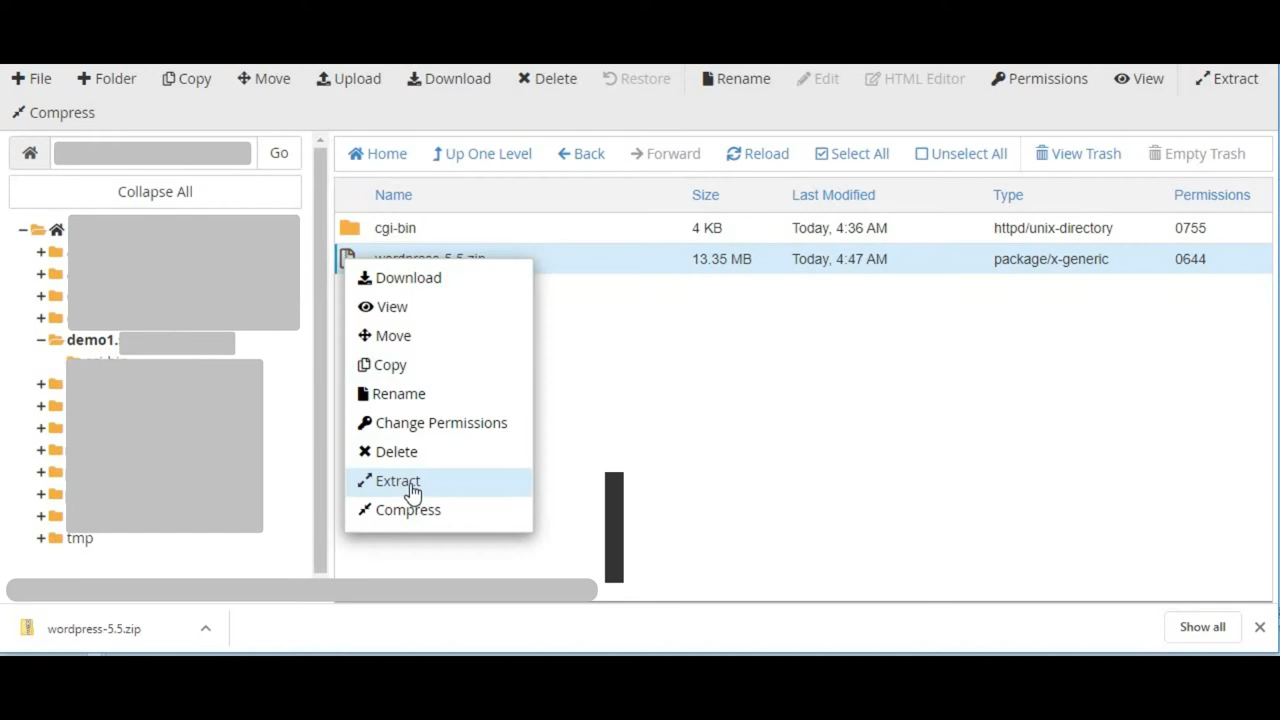 File Folder Copy Move Upload Download Delete Restore Rename Edit HTML Editor Permissions View Extract
Compress
Go
Home Up One Level Back Forward Reload Select All Unselect All View Trash Empty Trash
Collapse All
Name Size Last Modified Type Permissions
cgi-bin 4 KB Today, 4:36 AM httpd/unix-directory 0755
wordpress-5.5.zip 13.35 MB Today, 4:47 AM package/x-generic 0644
Download
View
Move
Copy
Rename
Change Permissions
Delete
Extract
Compress
demo1.
tmp
wordpress-5.5.zip
Show all